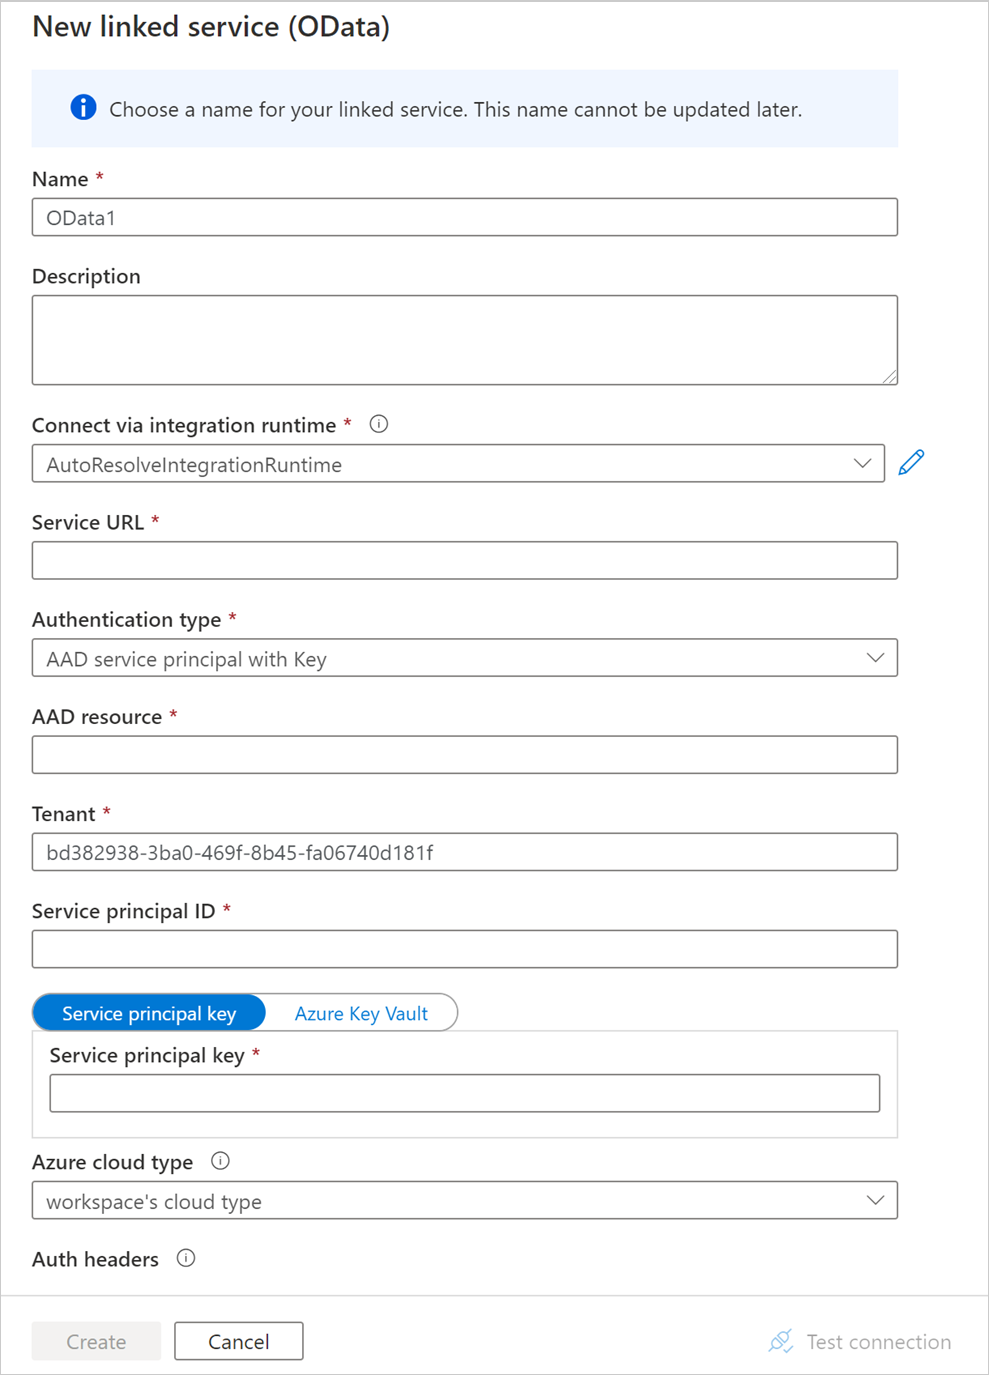 New linked service (OData)
Choose a name for your linked service. This name cannot be updated later.
Name *
OData1
Description
Connect via integration runtime *
AutoResolveIntegrationRuntime
Service URL *
Authentication type *
AAD service principal with Key
AAD resource *
Tenant *
bd382938-3ba0-469f-8b45-fa06740d181f
Service principal ID *
Service principal key Azure Key Vault
Service principal key *
Azure cloud type
workspace's cloud type
Auth headers
Create Cancel Test connection